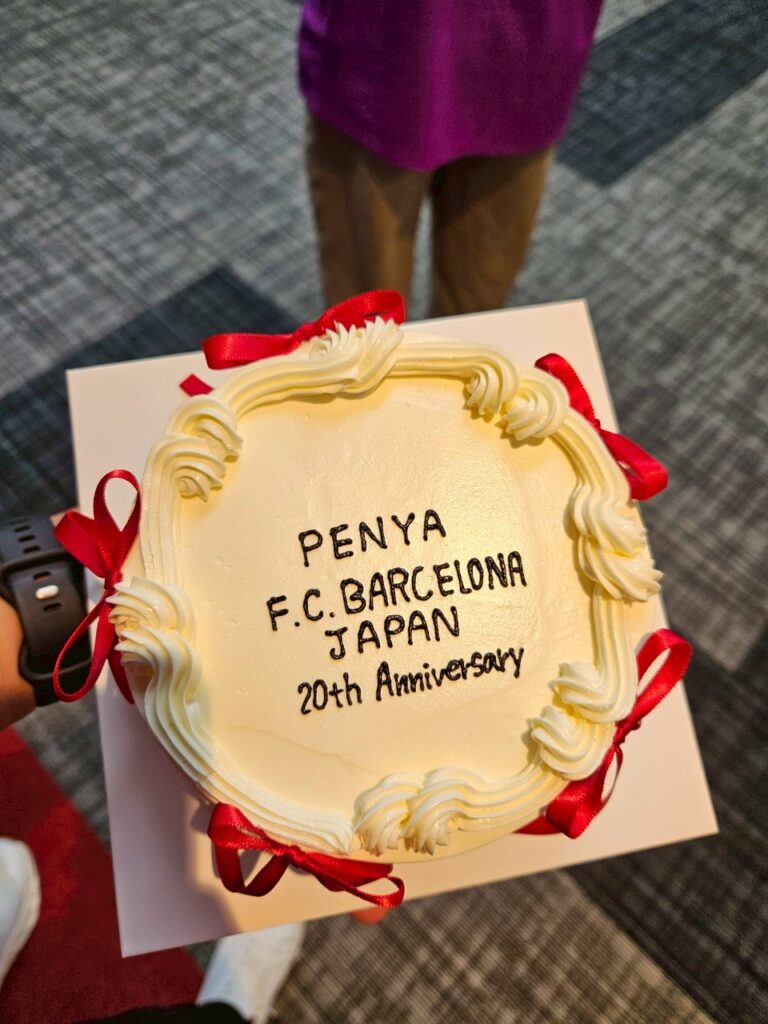 PENYA
F.C. BARCELONA
JAPAN
20th Anniversary